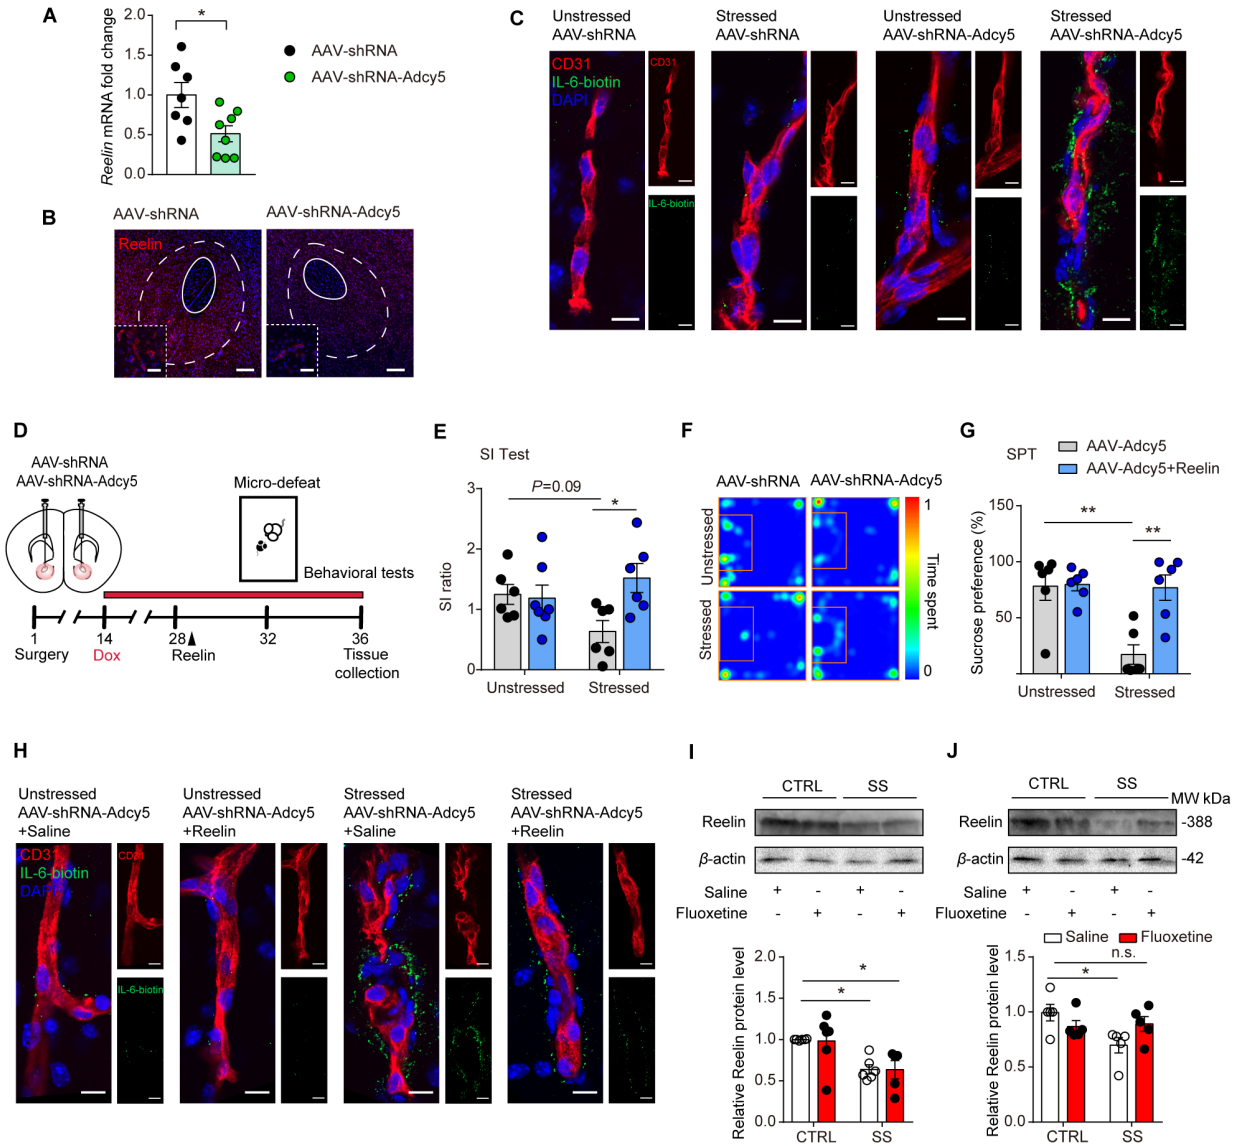 A
Reelin mRNA fold change
2.0
1.5
1.0
0.5
0.0
*
AAV-shRNA
AAV-shRNA-Adcy5
B
AAV-shRNA
AAV-shRNA-Adcy5
Reelin
C
Unstressed
AAV-shRNA
Stressed
AAV-shRNA
Unstressed
AAV-shRNA-Adcy5
Stressed
AAV-shRNA-Adcy5
CD31
IL-6-biotin
DAPI
CD31
IL-6-biotin
D
AAV-shRNA
AAV-shRNA-Adcy5
Micro-defeat
Behavioral tests
1
14
28
32
36
Surgery
Dox
Reelin
Tissue
collection
E
SI Test
SI ratio
3
2
1
0
P=0.09
*
Unstressed
Stressed
F
AAV-shRNA
AAV-shRNA-Adcy5
Unstressed
Stressed
1
Time spent
0
G
SPT
AAV-Adcy5
AAV-Adcy5+Reelin
Sucrose preference (%)
150
100
50
**
**
Unstressed
Stressed
H
Unstressed
AAV-shRNA-Adcy5
+Saline
Unstressed
AAV-shRNA-Adcy5
+Reelin
Stressed
AAV-shRNA-Adcy5
+Saline
Stressed
AAV-shRNA-Adcy5
+Reelin
CD31
IL-6-biotin
DAPI
CD31
IL-6-biotin
I
CTRL
SS
Reelin
β-actin
Saline + - + -
Fluoxetine - + - +
Relative Reelin protein level
2.0
1.5
1.0
0.5
0.0
*
*
CTRL
SS
J
CTRL
SS
MW kDa
Reelin
-388
β-actin
-42
Saline + - + -
Fluoxetine - + - +
Saline
Fluoxetine
Relative Reelin protein level
1.5
1.0
0.5
0.0
n.s.
*
CTRL
SS